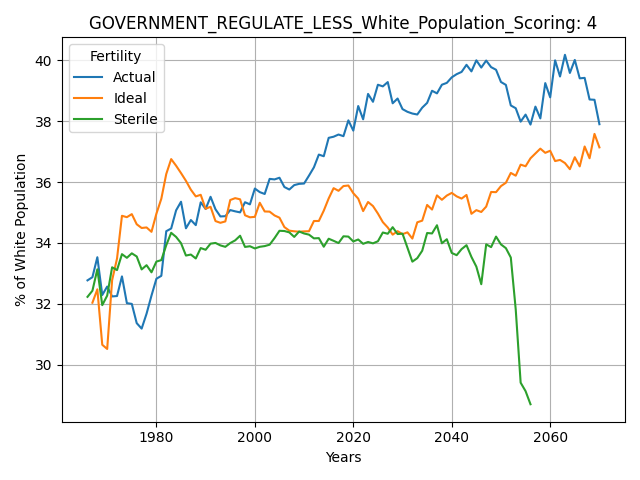 GOVERNMENT_REGULATE_LESS_White_Population_Scoring: 4
Fertility
Actual
Ideal
Sterile
% of White Population
40
38
36
34
32
30
1980
2000
2020
2040
2060
Years